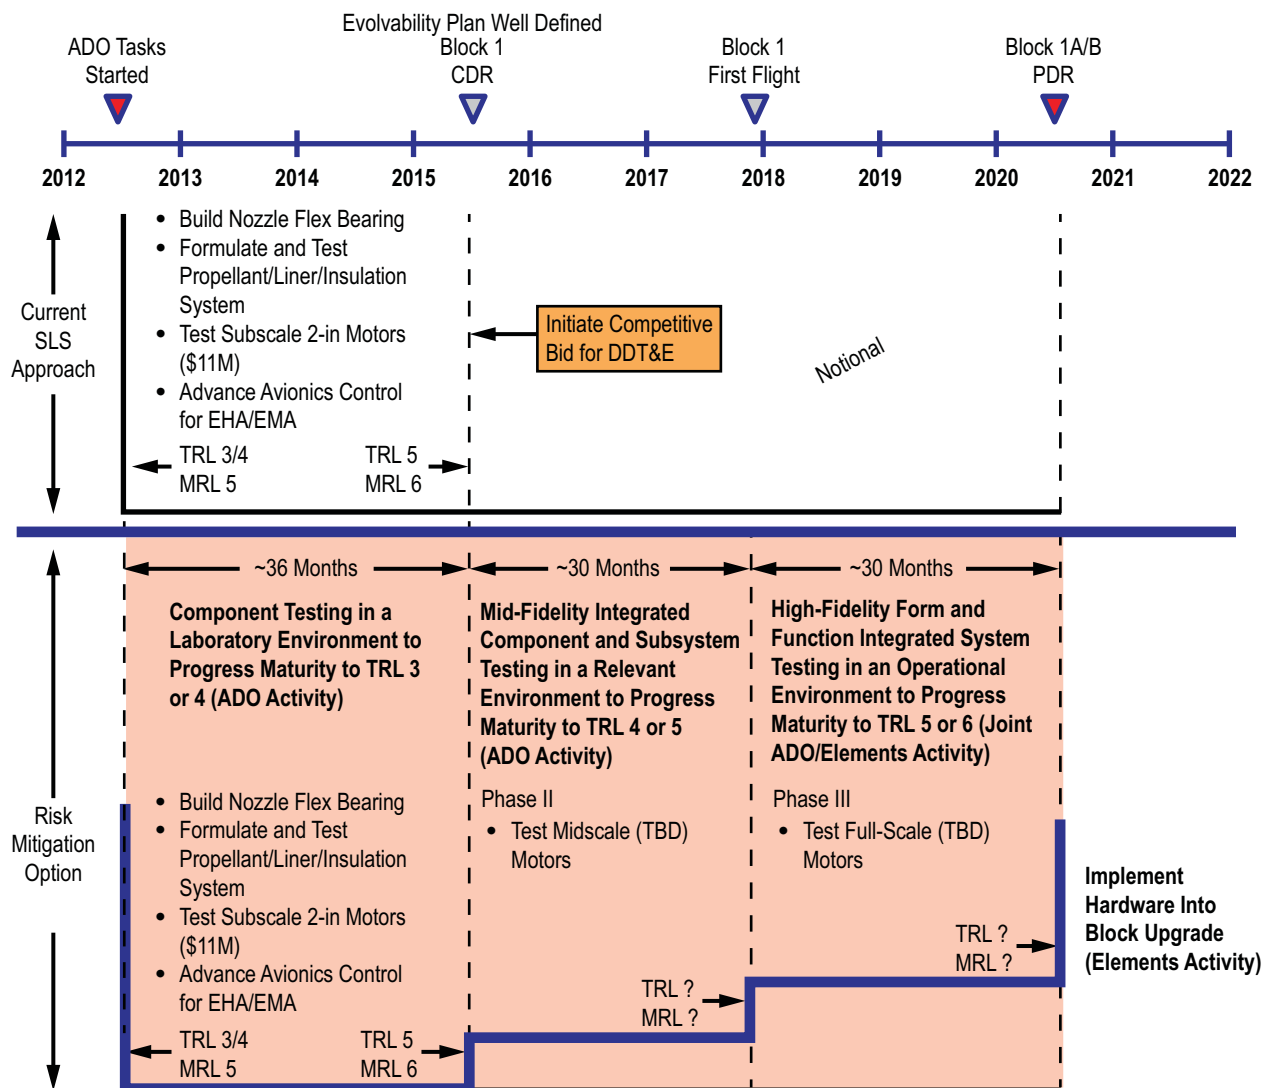 Evolvability Plan Well Defined
ADO Tasks
Started
Block 1
CDR
Block 1
First Flight
Block 1A/B
PDR
2012 2013 2014 2015 2016 2017 2018 2019 2020 2021 2022
Current
SLS
Approach
• Build Nozzle Flex Bearing
• Formulate and Test
Propellant/Liner/Insulation
System
• Test Subscale 2-in Motors
($11M)
• Advance Avionics Control
for EHA/EMA
TRL 3/4
MRL 5
TRL 5
MRL 6
Initiate Competitive
Bid for DDT&E
Notional
Risk
Mitigation
Option
~36 Months
Component Testing in a
Laboratory Environment to
Progress Maturity to TRL 3
or 4 (ADO Activity)
• Build Nozzle Flex Bearing
• Formulate and Test
Propellant/Liner/Insulation
System
• Test Subscale 2-in Motors
($11M)
• Advance Avionics Control
for EHA/EMA
TRL 3/4
MRL 5
TRL 5
MRL 6
~30 Months
Mid-Fidelity Integrated
Component and Subsystem
Testing in a Relevant
Environment to Progress
Maturity to TRL 4 or 5
(ADO Activity)
Phase II
• Test Midscale (TBD)
Motors
TRL ?
MRL ?
~30 Months
High-Fidelity Form and
Function Integrated System
Testing in an Operational
Environment to Progress
Maturity to TRL 5 or 6 (Joint
ADO/Elements Activity)
Phase III
• Test Full-Scale (TBD)
Motors
TRL ?
MRL ?
Implement
Hardware Into
Block Upgrade
(Elements Activity)